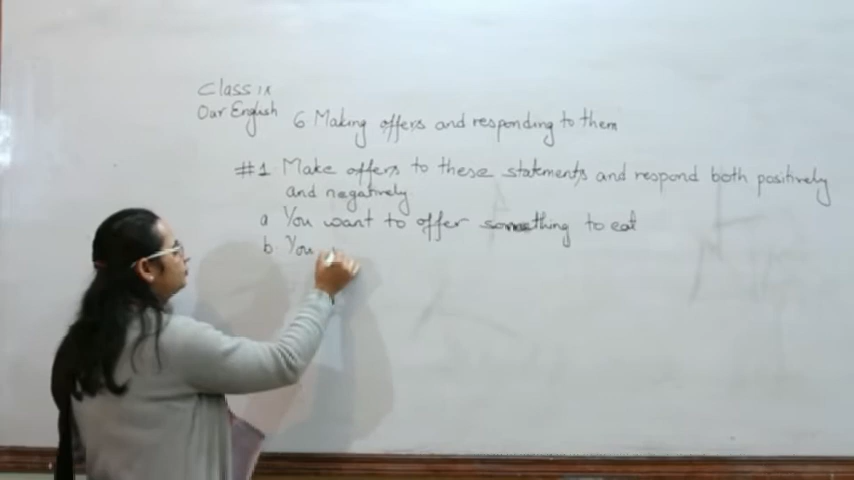 Class IX
Our English
6 Making offers and responding to them
#1 Make offers to these statements and respond both positively
and negatively
a You want to offer something to eat
b. You